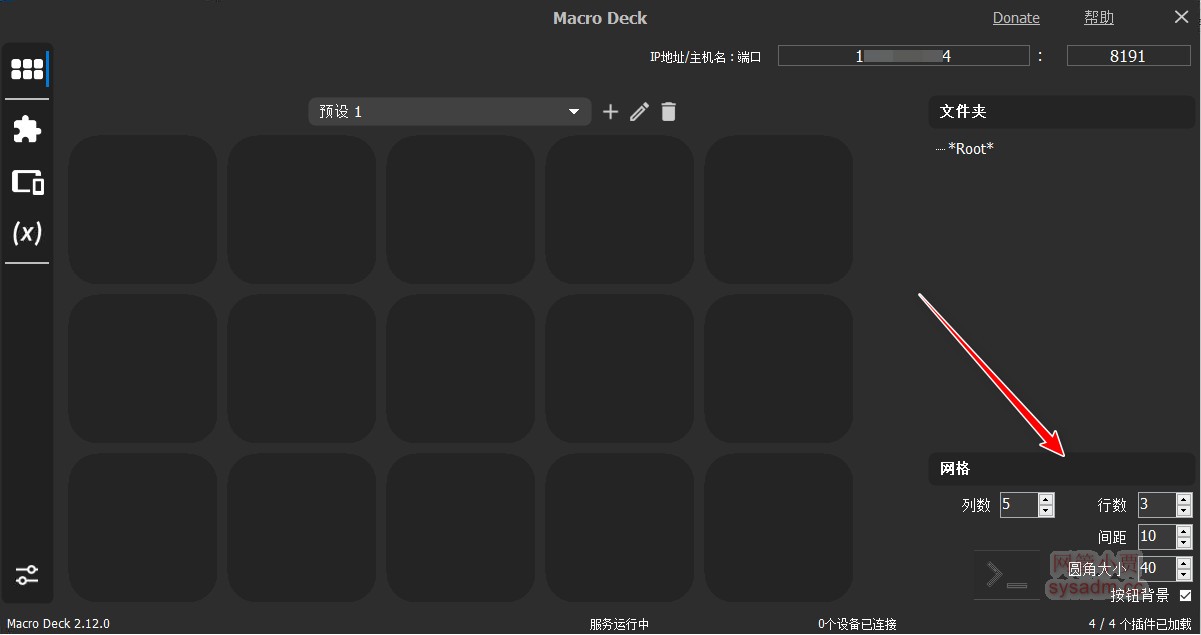 Macro Deck
Donate
帮助
IP地址/主机名 : 端口
1 4 : 8191
预设 1
文件夹
*Root*
(x)
网格
列数 5 行数 3
间距 10
圆角大小 40
sysadm.cc
按钮背景
Macro Deck 2.12.0
服务运行中
0个设备已连接
4 / 4 个插件已加载